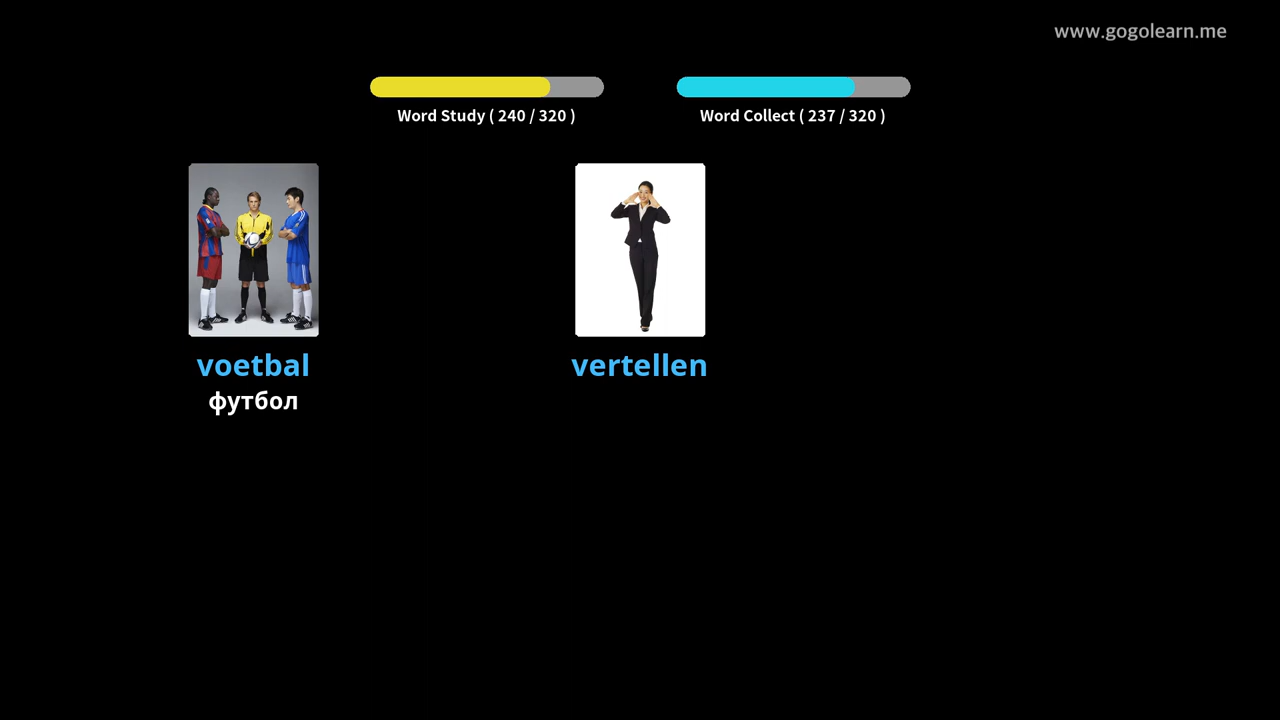 www.gogolearn.me
Word Study ( 240 / 320 )
Word Collect ( 237 / 320 )
voetbal
футбол
vertellen